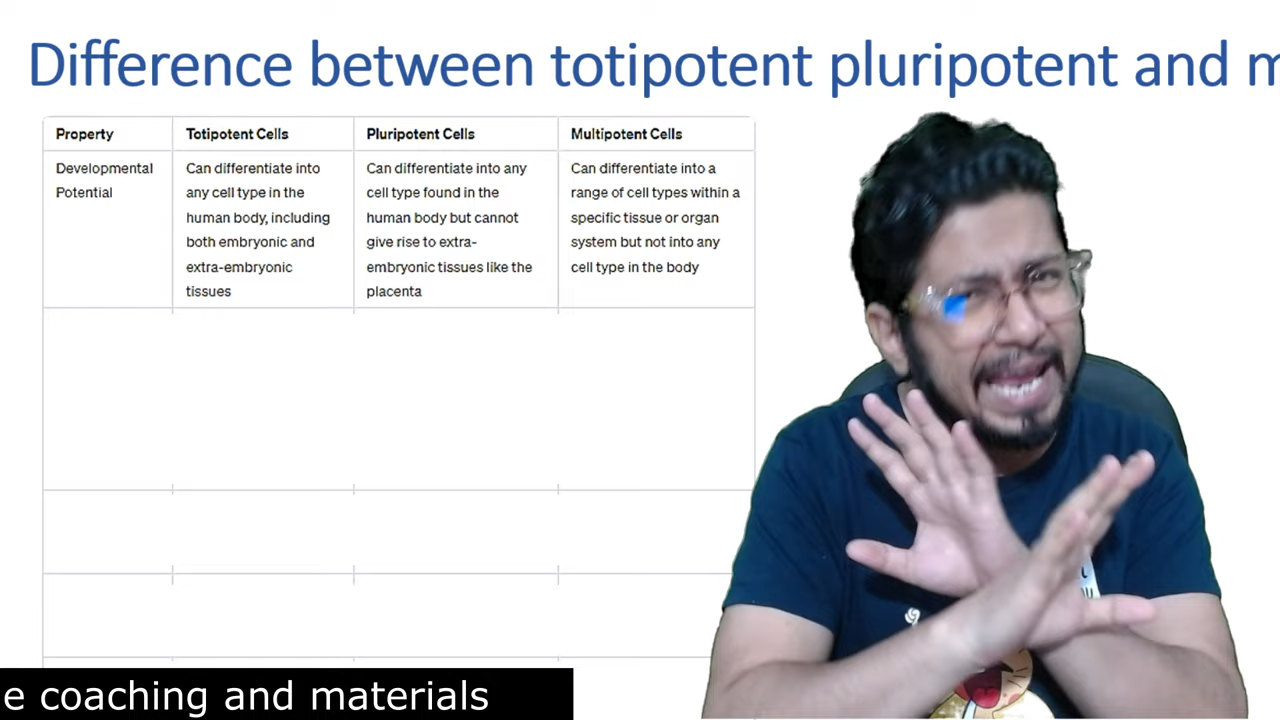 Difference between totipotent pluripotent and m
Property
Totipotent Cells
Pluripotent Cells
Multipotent Cells
Developmental
Potential
Can differentiate into
any cell type in the
human body, including
both embryonic and
extra-embryonic
tissues
Can differentiate into any
cell type found in the
human body but cannot
give rise to extra-
embryonic tissues like the
placenta
Can differentiate into a
range of cell types within a
specific tissue or organ
system but not into any
cell type in the body
e coaching and materials